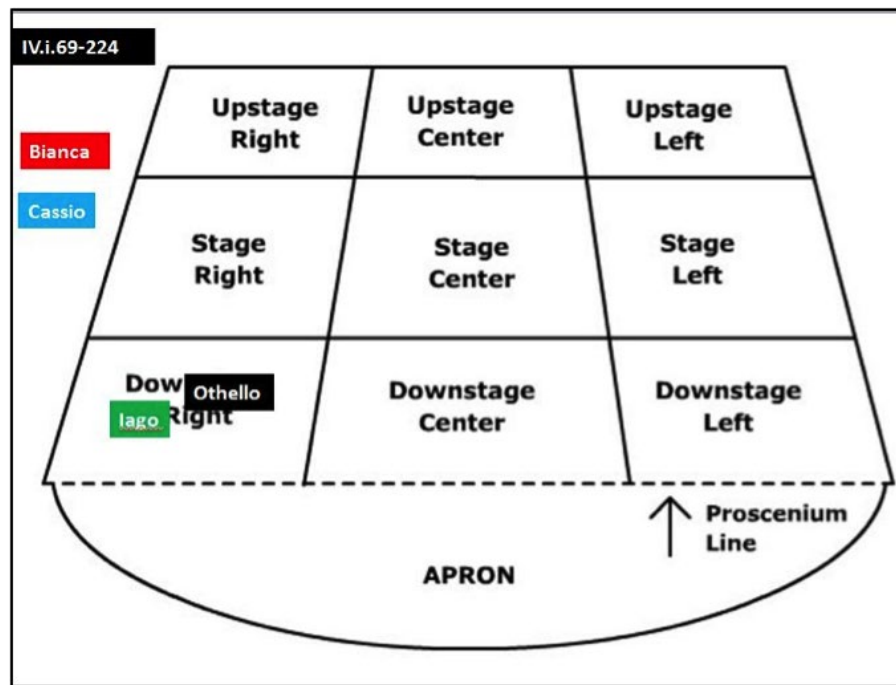 IV.i.69-224
Upstage
Right
Upstage
Center
Upstage
Left
Bianca
Cassio
Stage
Right
Stage
Center
Stage
Left
Othello
Iago
Right
Downstage
Center
Downstage
Left
Proscenium
Line
APRON